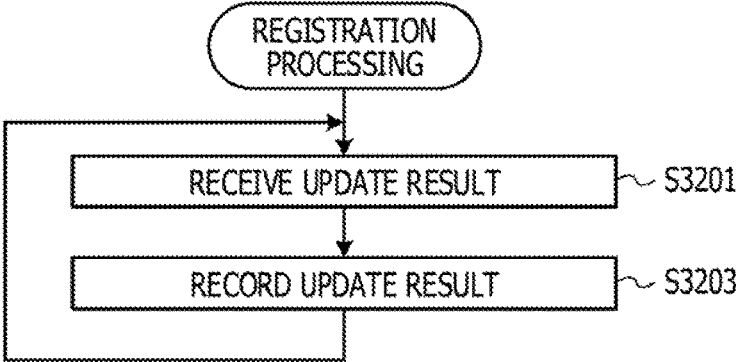 REGISTRATION
PROCESSING
RECEIVE UPDATE RESULT
S3201
RECORD UPDATE RESULT
S3203